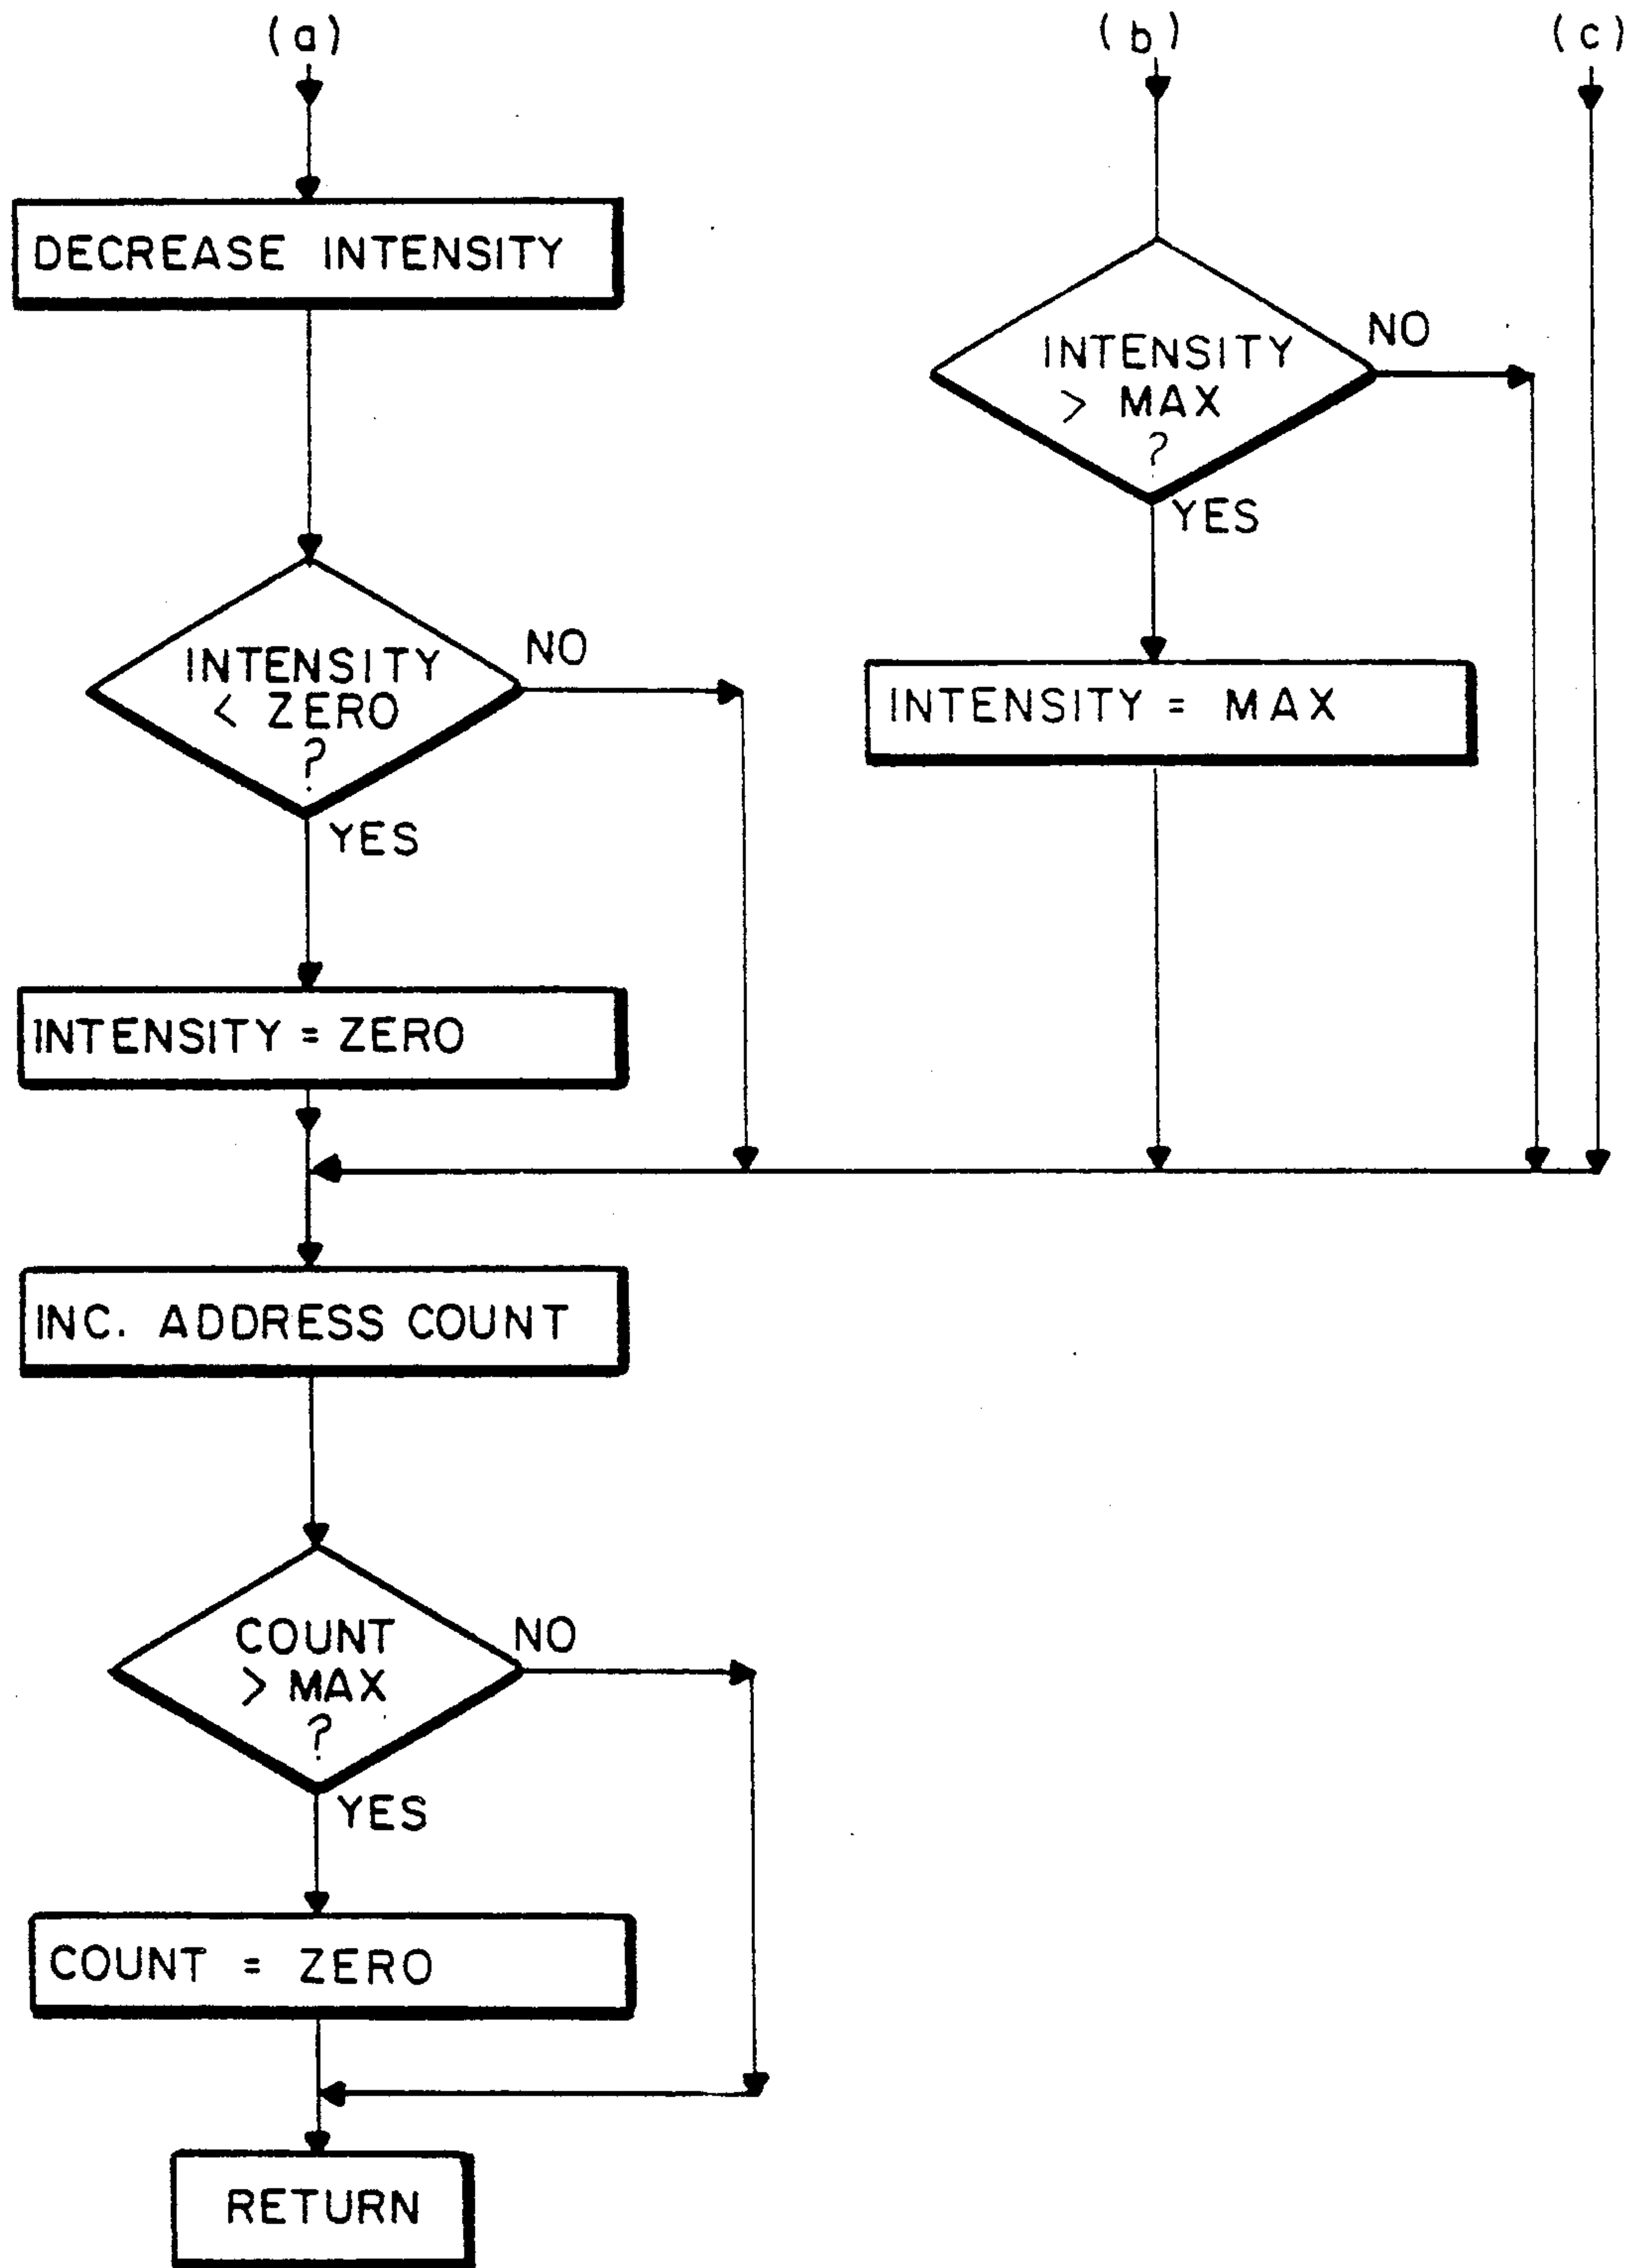 (a)
(b)
(c)
DECREASE INTENSITY
INTENSITY
> MAX
?
NO
YES
INTENSITY
< ZERO
?
NO
YES
INTENSITY = MAX
INTENSITY = ZERO
INC. ADDRESS COUNT
COUNT
> MAX
?
NO
YES
COUNT = ZERO
RETURN